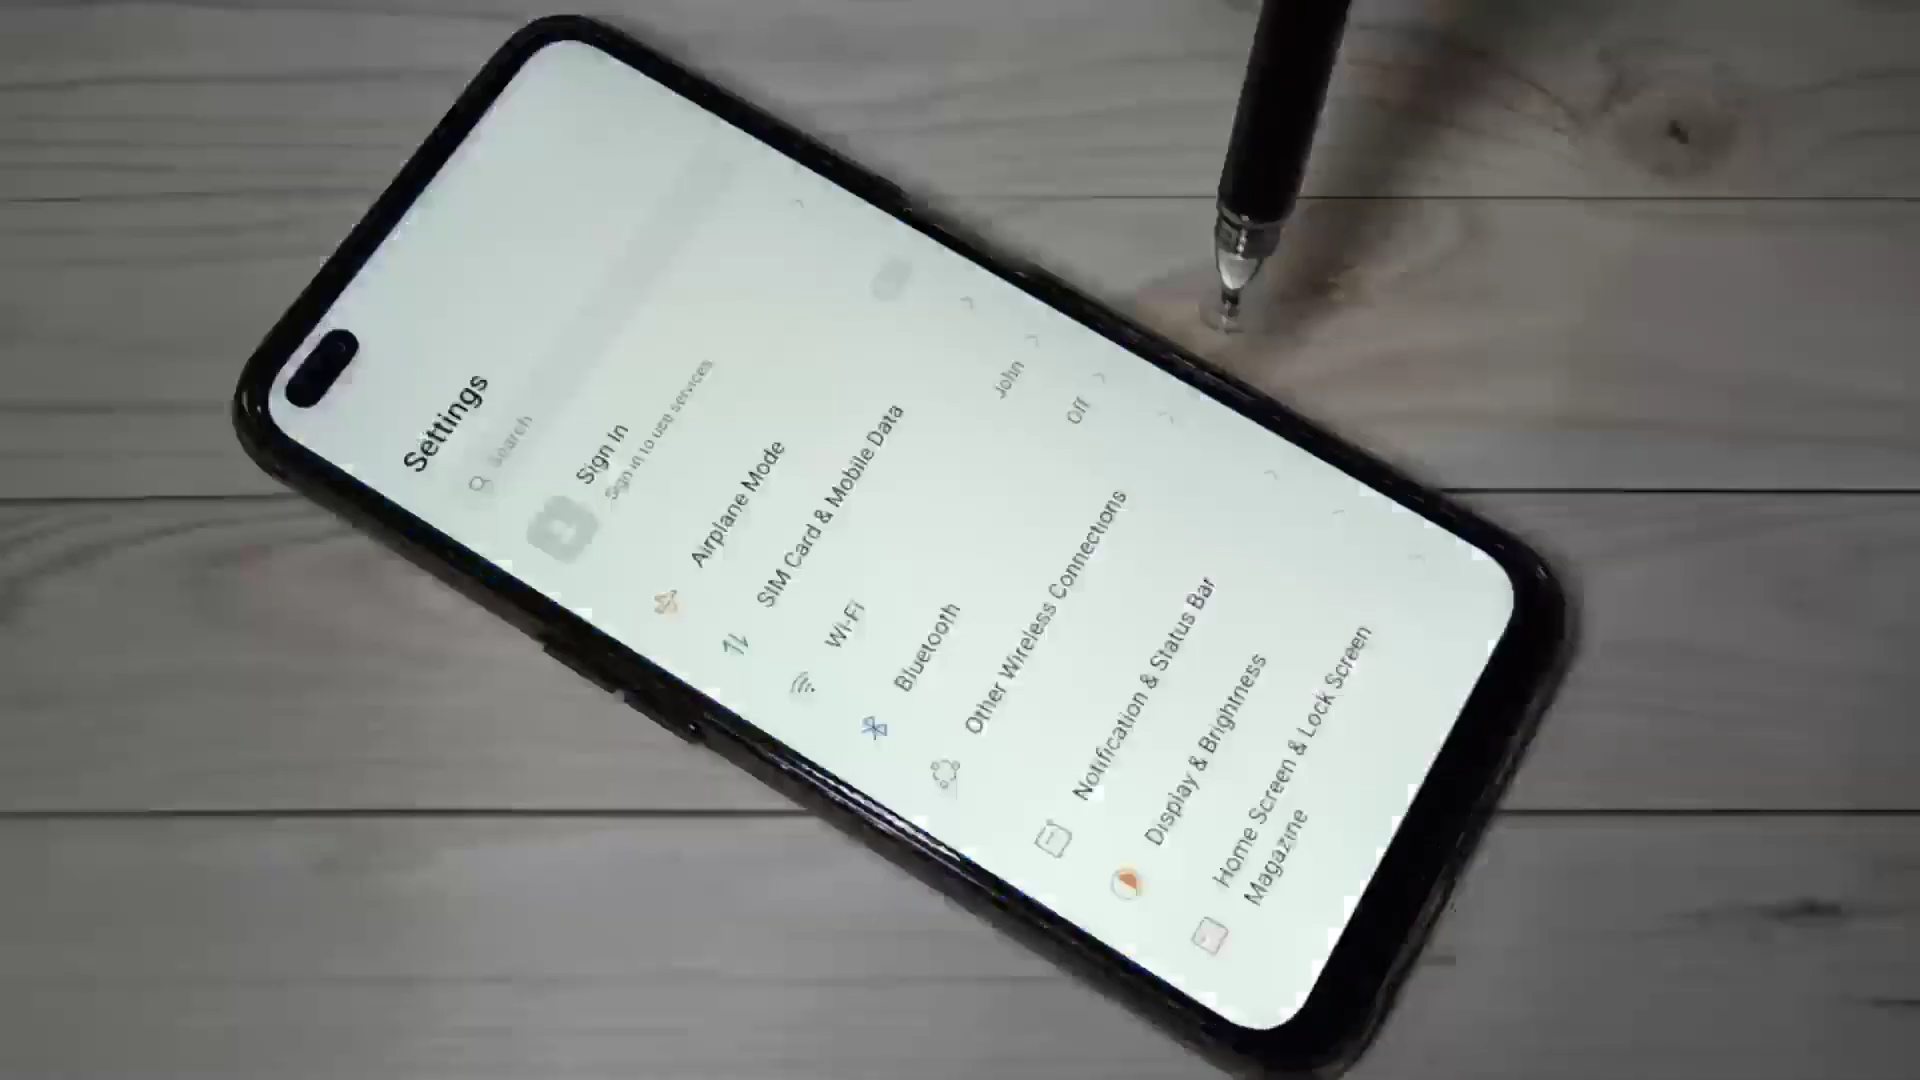 Settings
Search
Sign In
Sign in to use services
Airplane Mode
SIM Card & Mobile Data
Wi-Fi
John
Bluetooth
Off
Other Wireless Connections
Notification & Status Bar
Display & Brightness
Home Screen & Lock Screen
Magazine